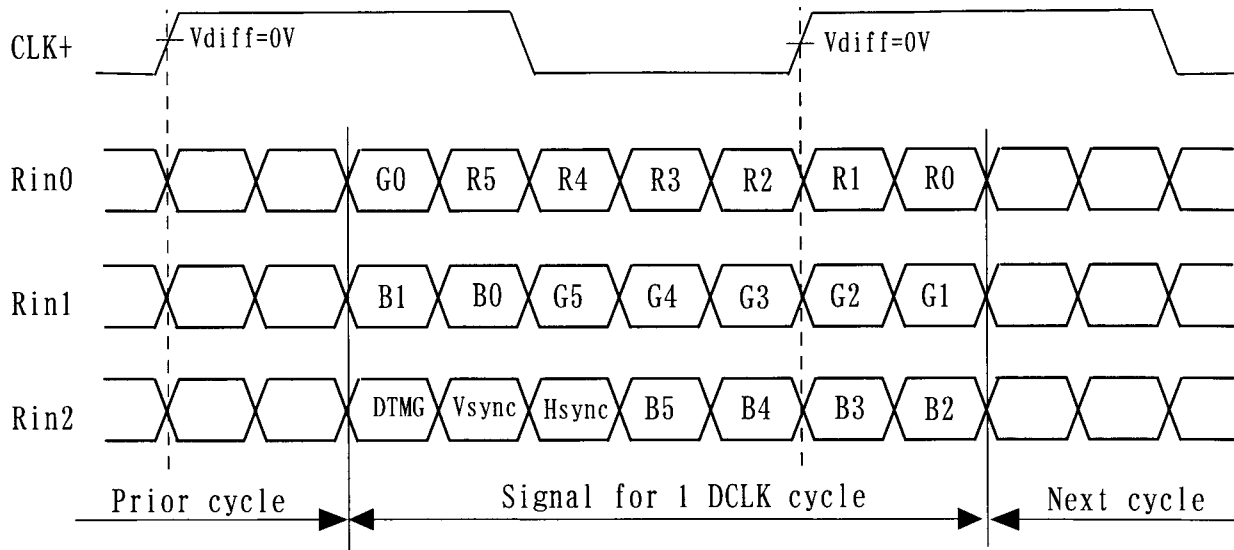 CLK+ Vdiff=0V Vdiff=0V
Rin0 G0 R5 R4 R3 R2 R1 R0
Rin1 B1 B0 G5 G4 G3 G2 G1
Rin2 DTMG Vsync Hsync B5 B4 B3 B2
Prior cycle Signal for 1 DCLK cycle Next cycle